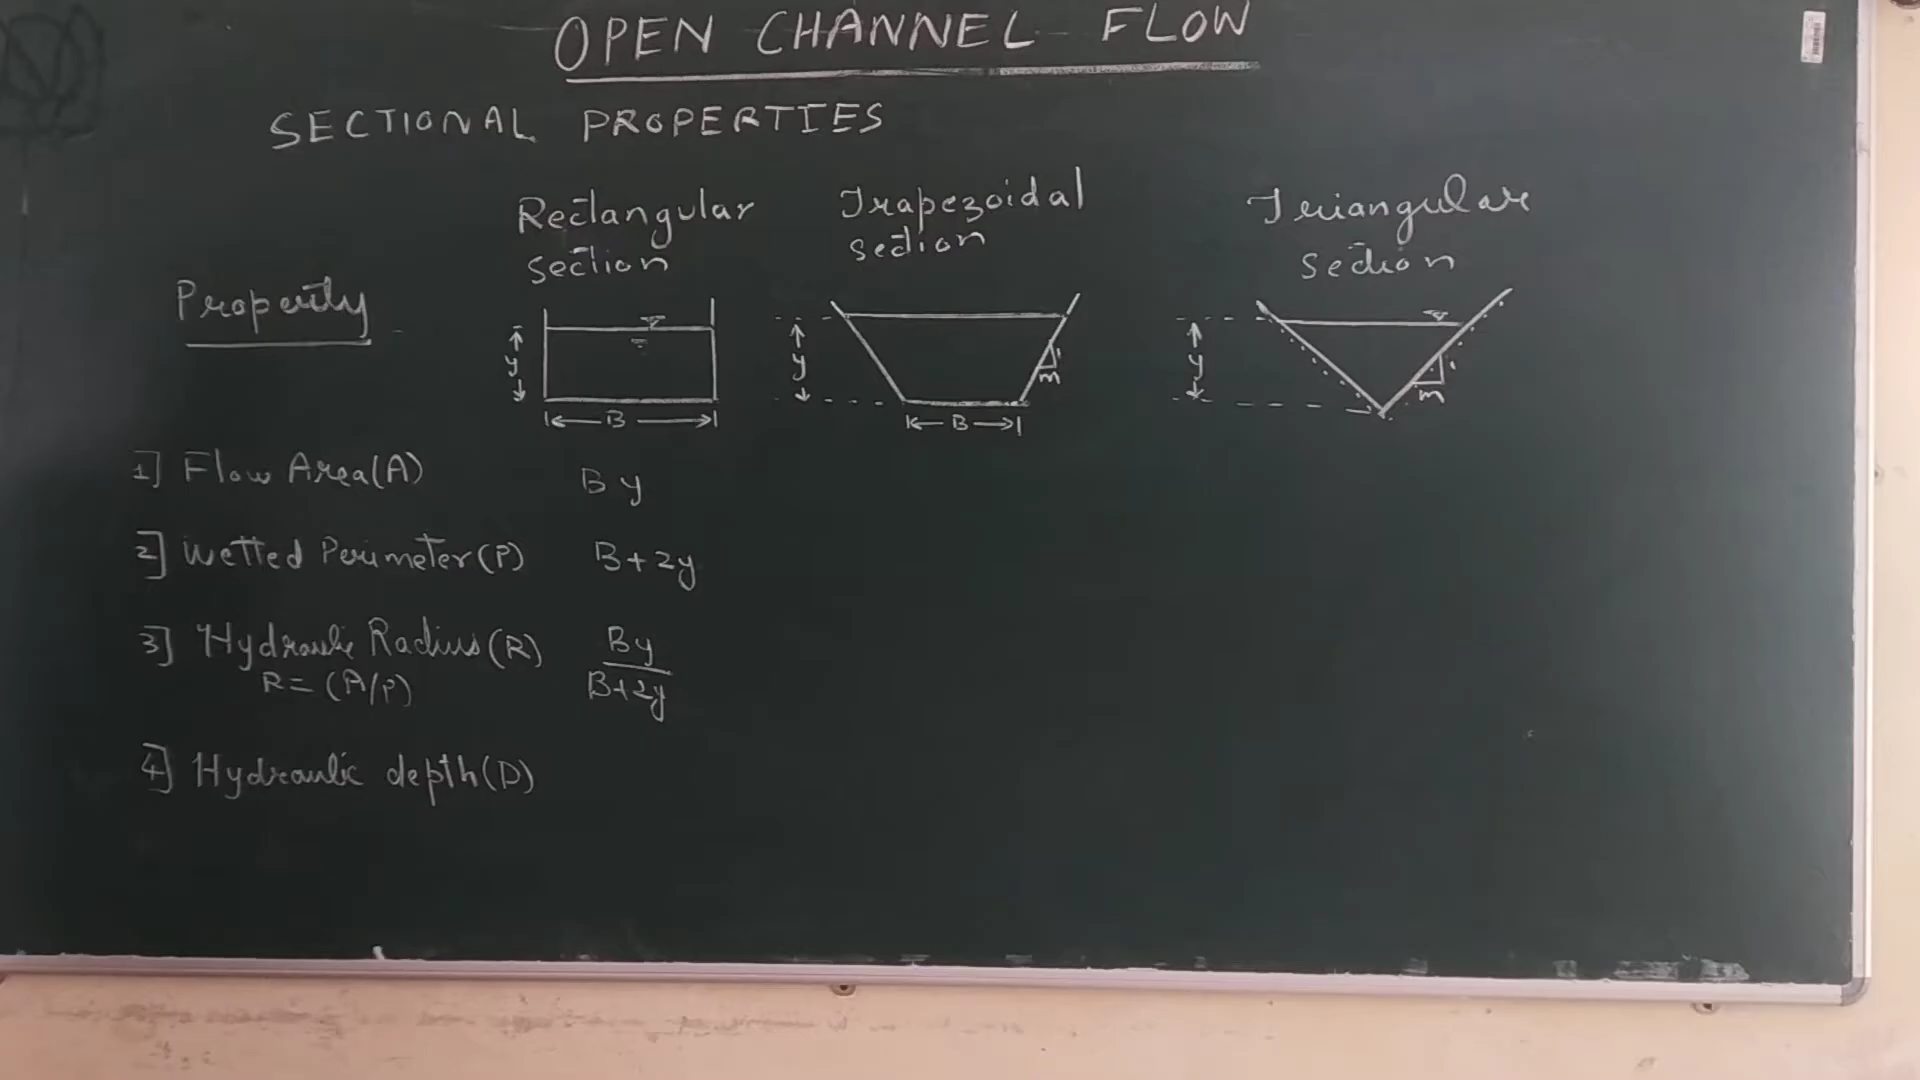 OPEN CHANNEL FLOW
SECTIONAL PROPERTIES
Rectangular
section
Trapezoidal
section
Triangular
section
Property
y
B
y
B
1
m
y
1
m
1] Flow Area(A) By
2] Wetted Perimeter(P) B+2y
3] Hydraulic Radius(R) By
R=(A/P) B+2y
4] Hydraulic depth(D)